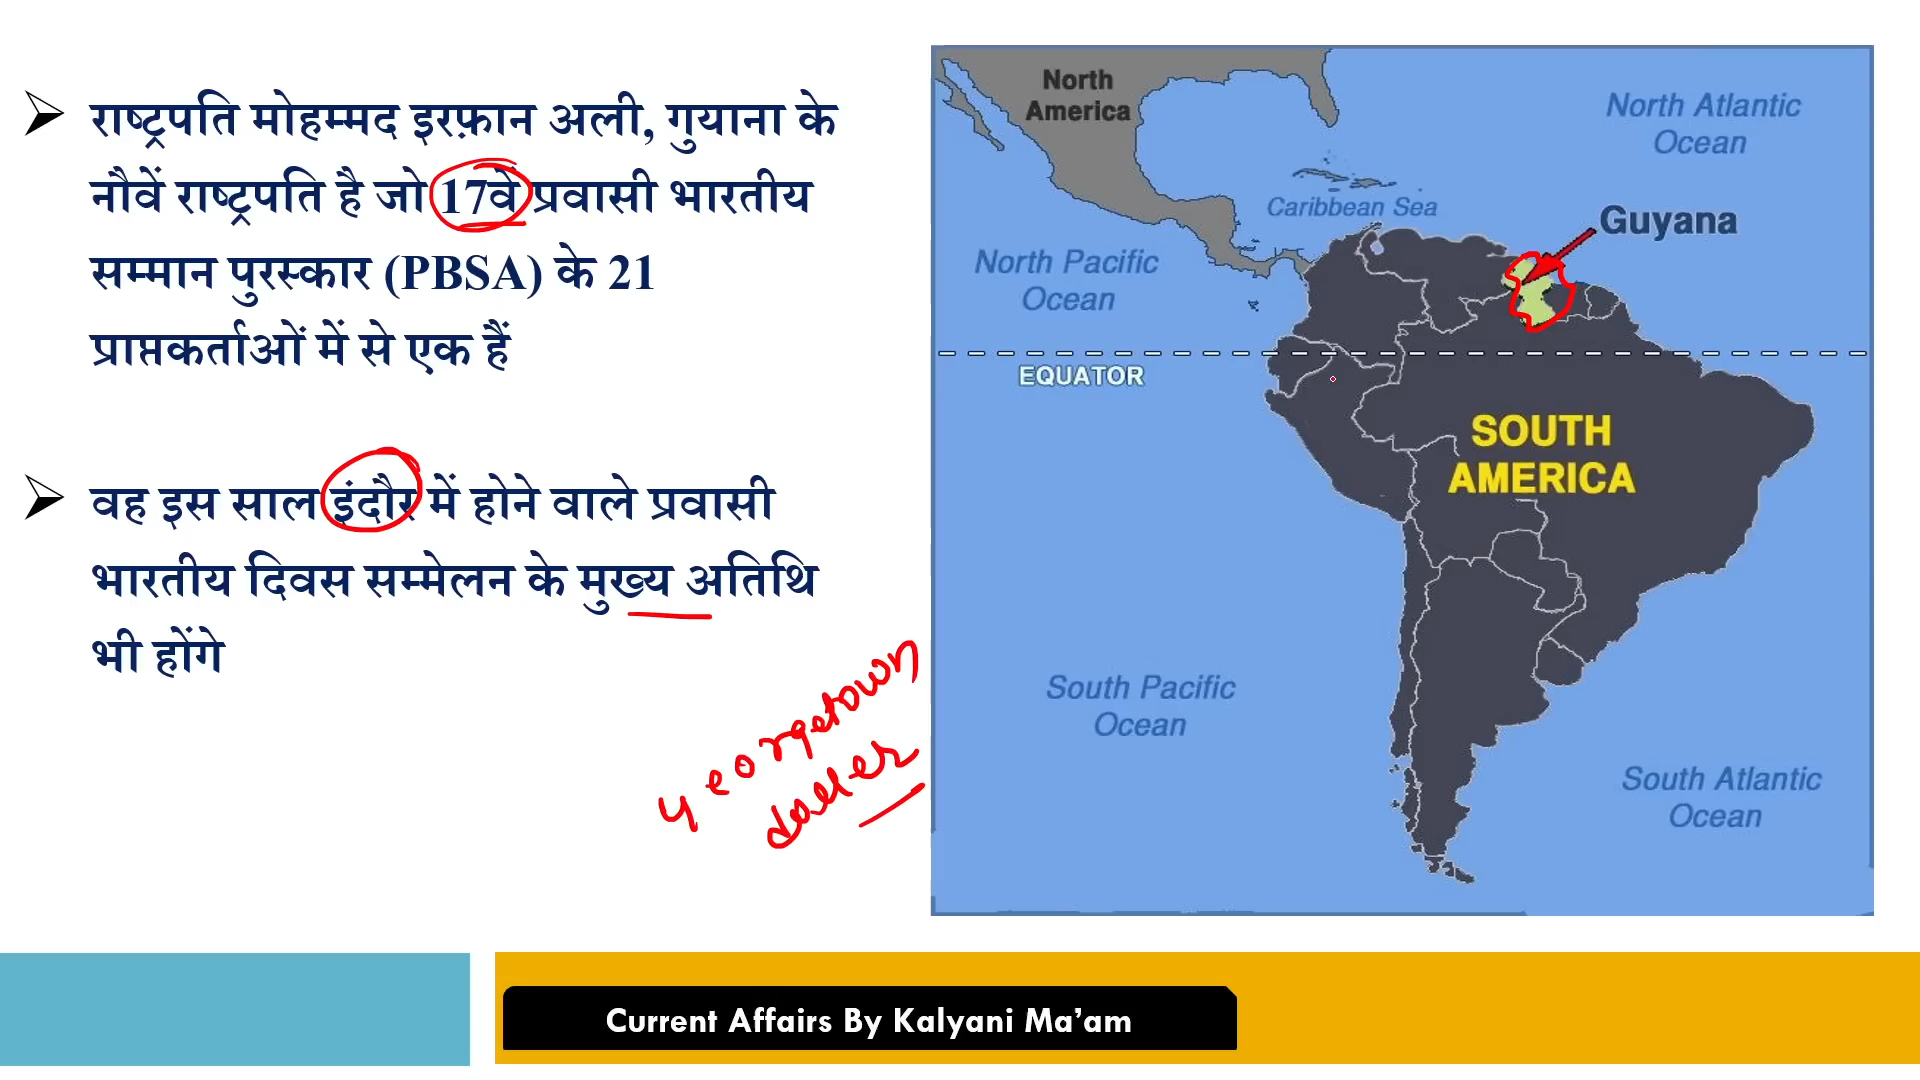 राष्ट्रपति मोहम्मद इरफ़ान अली, गुयाना के
नौवें राष्ट्रपति है जो 17वें प्रवासी भारतीय
सम्मान पुरस्कार (PBSA) के 21
प्राप्तकर्ताओं में से एक हैं
वह इस साल इंदौर में होने वाले प्रवासी
भारतीय दिवस सम्मेलन के मुख्य अतिथि
भी होंगे
Georgetown
North
America
North Atlantic
Ocean
Caribbean Sea
Guyana
North Pacific
Ocean
EQUATOR
SOUTH
AMERICA
South Pacific
Ocean
South Atlantic
Ocean
Current Affairs By Kalyani Ma’am